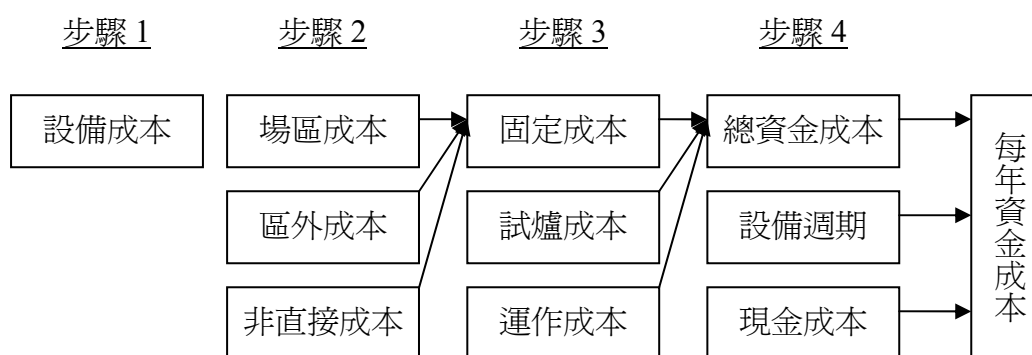 步驟 1
步驟 2
步驟 3
步驟 4
設備成本
場區成本
固定成本
總資金成本
每年資金成本
區外成本
試爐成本
設備週期
非直接成本
運作成本
現金成本